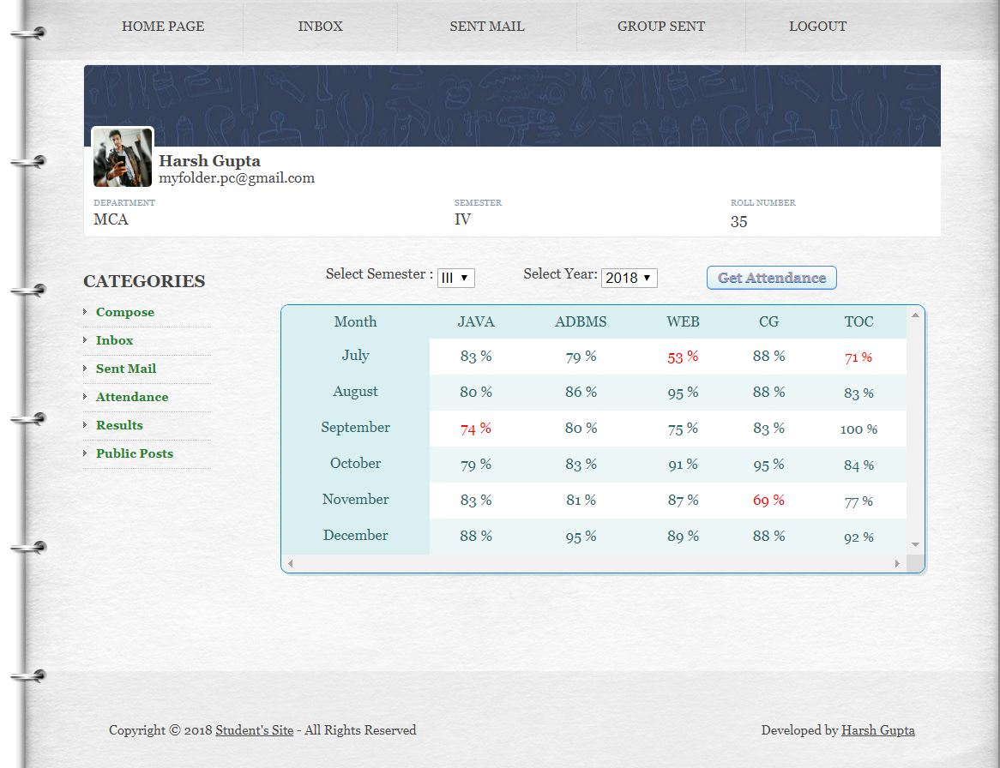 HOME PAGE INBOX SENT MAIL GROUP SENT LOGOUT
Harsh Gupta
myfolder.pc@gmail.com
DEPARTMENT SEMESTER ROLL NUMBER
MCA IV 35
CATEGORIES
Compose
Inbox
Sent Mail
Attendance
Results
Public Posts
Select Semester : III Select Year: 2018 Get Attendance
Month JAVA ADBMS WEB CG TOC
July 83 % 79 % 53 % 88 % 71 %
August 80 % 86 % 95 % 88 % 83 %
September 74 % 80 % 75 % 83 % 100 %
October 79 % 83 % 91 % 95 % 84 %
November 83 % 81 % 87 % 69 % 77 %
December 88 % 95 % 89 % 88 % 92 %
Copyright © 2018 Student's Site - All Rights Reserved Developed by Harsh Gupta